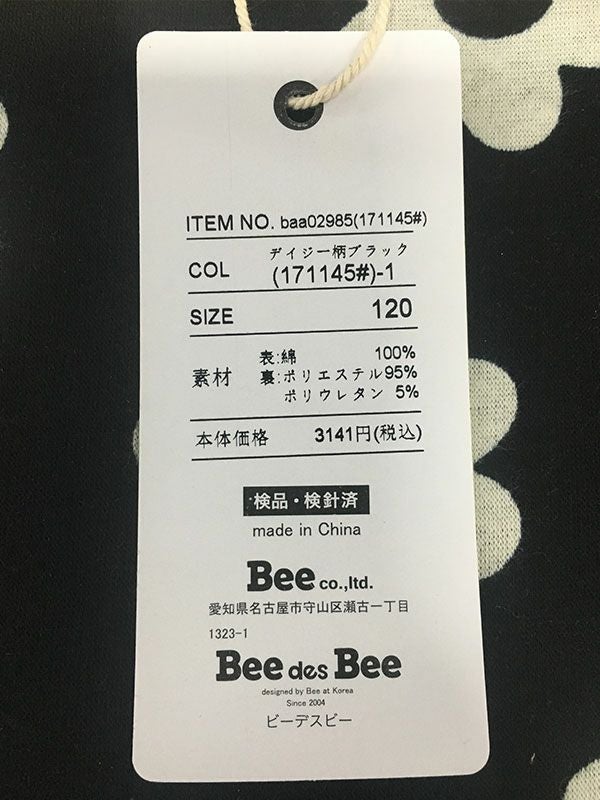 ITEM NO. baa02985(171145#)
デイジー柄ブラック
COL (171145#)-1
SIZE 120
表:綿 100%
素材 裏:ポリエステル95%
ポリウレタン 5%
本体価格 3141円(税込)
検品・検針済
made in China
Bee co.,ltd.
愛知県名古屋市守山区瀬古一丁目
1323-1
Bee des Bee
designed by Bee at Korea
Since 2004
ビーデスビー